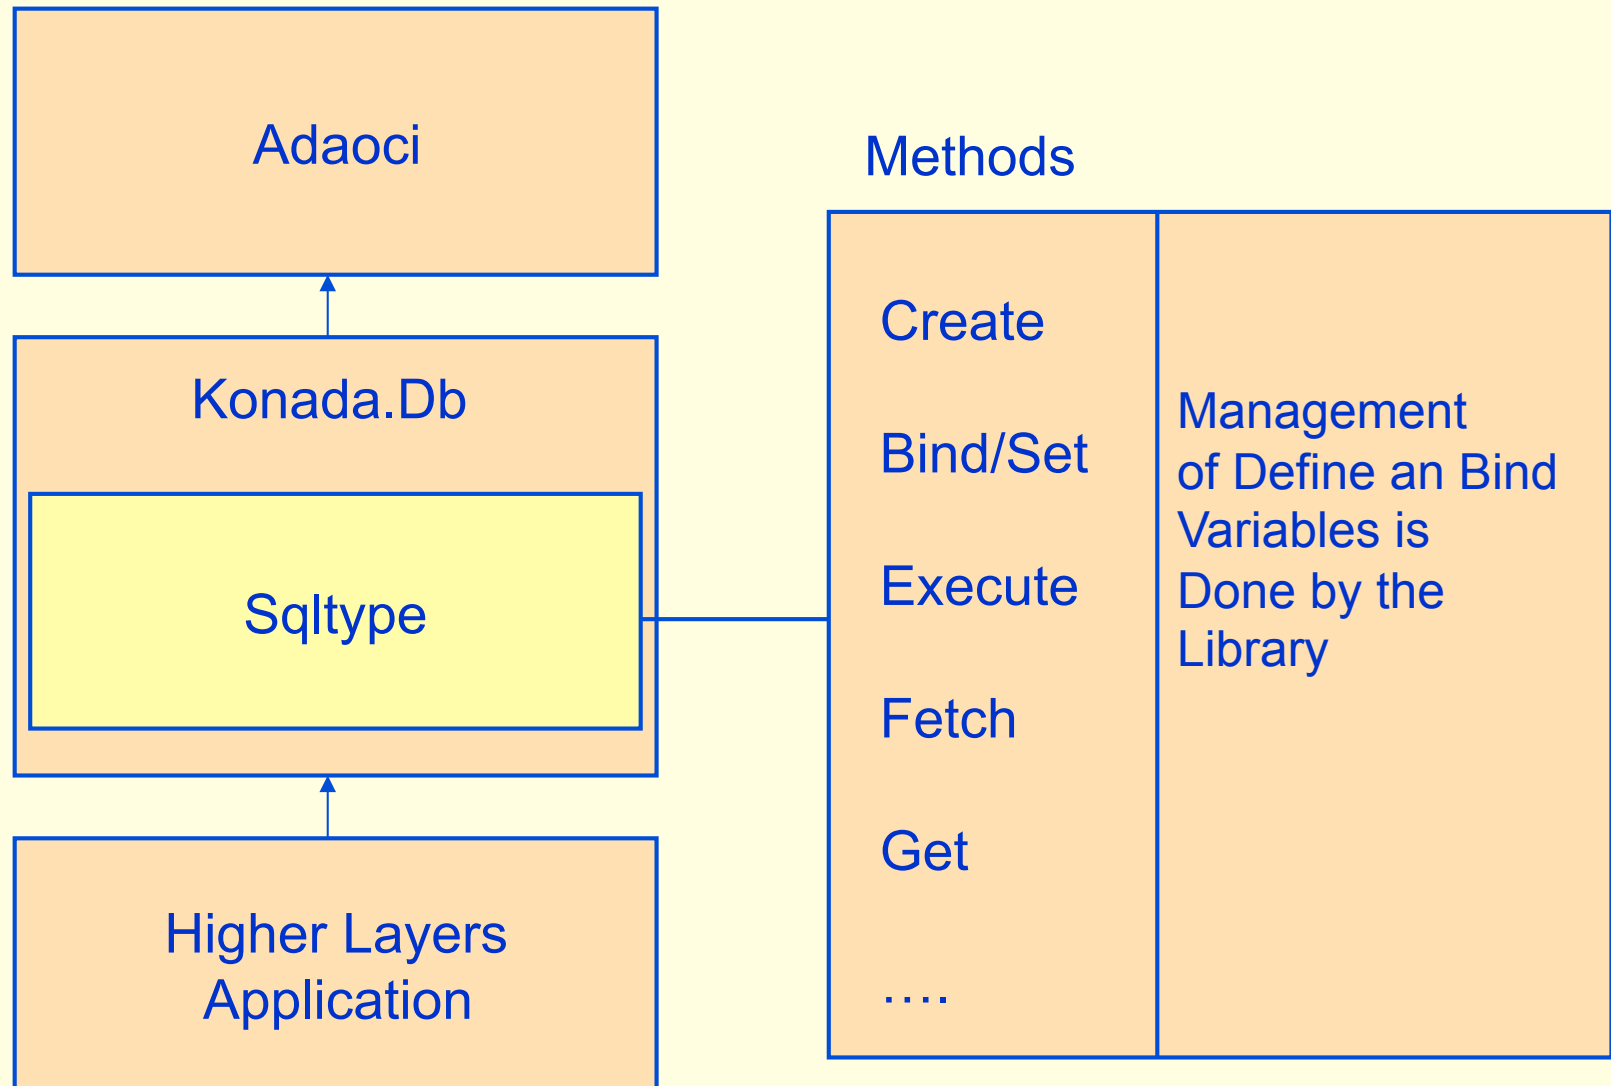 Adaoci
Konada.Db
Sqltype
Higher Layers
Application
Methods
Create
Bind/Set
Execute
Fetch
Get
....
Management
of Define an Bind
Variables is
Done by the
Library